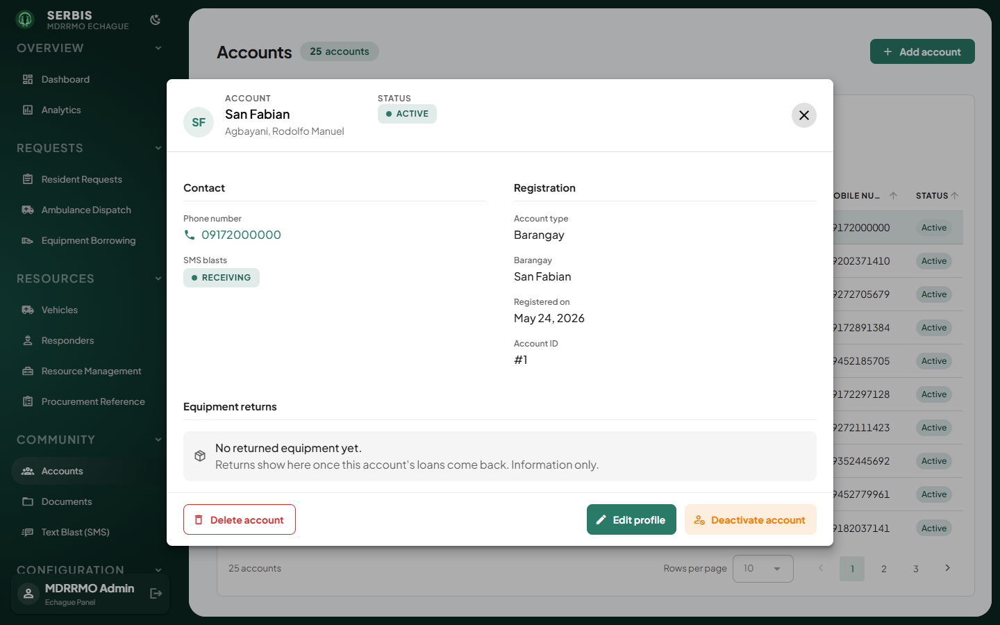 SERBIS
MDRRMO ECHAGUE
OVERVIEW
Dashboard
Analytics
REQUESTS
Resident Requests
Ambulance Dispatch
Equipment Borrowing
RESOURCES
Vehicles
Responders
Resource Management
Procurement Reference
COMMUNITY
Accounts
Documents
Text Blast (SMS)
CONFIGURATION
MDRRMO Admin
Echague Panel
Accounts
25 accounts
Add account
ACCOUNT
San Fabian
Agbayani, Rodolfo Manuel
SF
STATUS
ACTIVE
Contact
Phone number
09172000000
SMS blasts
RECEIVING
Registration
Account type
Barangay
Barangay
San Fabian
Registered on
May 24, 2026
Account ID
#1
Equipment returns
No returned equipment yet.
Returns show here once this account's loans come back. Information only.
Delete account
Edit profile
Deactivate account
OBILE NU... STATUS
9172000000 Active
9202371410 Active
9272705679 Active
9172891384 Active
9452185705 Active
9172297128 Active
9272111423 Active
9352445692 Active
9452779961 Active
9182037141 Active
25 accounts
Rows per page 10
1 2 3